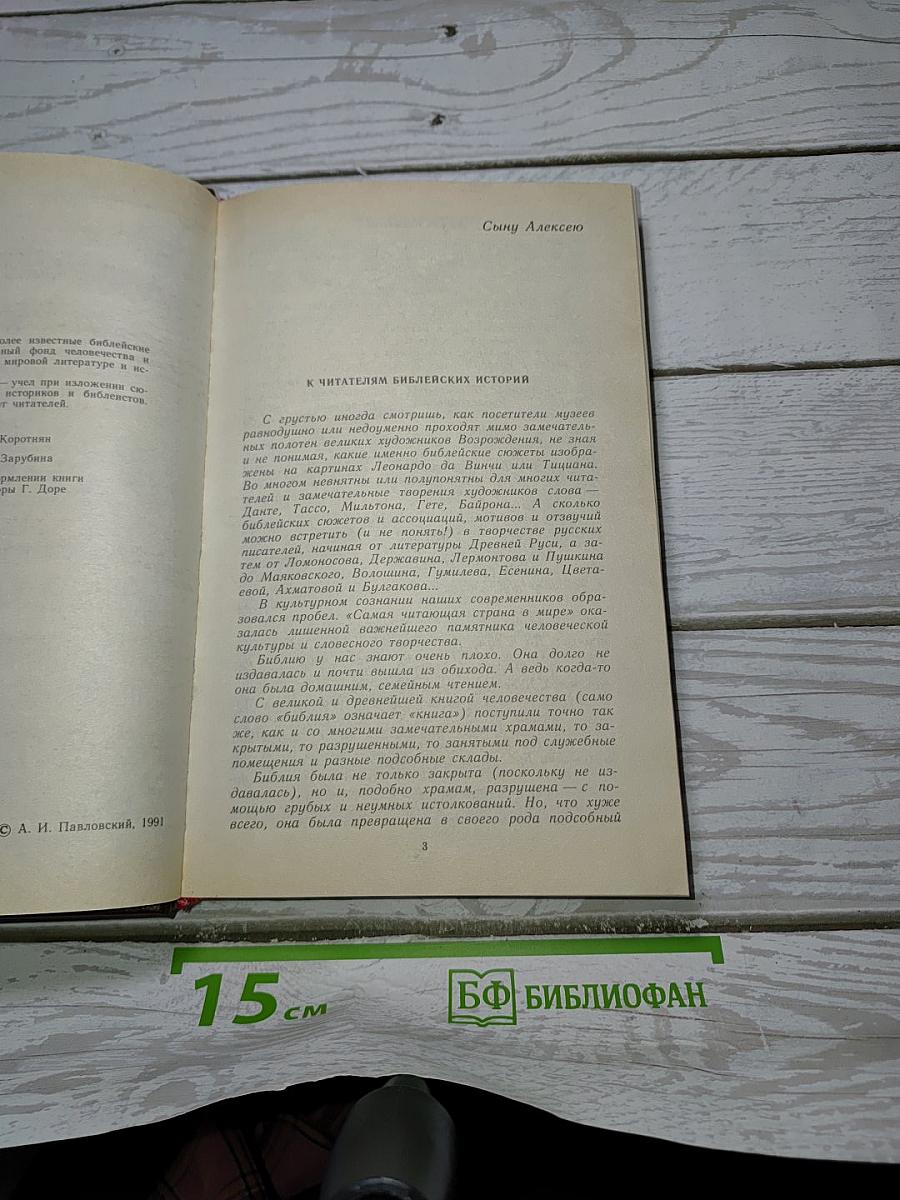 олее известные библейские
ный фонд человечества и
мировой литературе и ис-
— учел при изложении сю-
историков и библеистов.
т читателей.
Коротнян
Зарубина
ормлении книги
оры Г. Доре
© А. И. Павловский, 1991
Сыну Алексею
К ЧИТАТЕЛЯМ БИБЛЕЙСКИХ ИСТОРИЙ
С грустью иногда смотришь, как посетители музеев
равнодушно или недоуменно проходят мимо замечатель-
ных полотен великих художников Возрождения, не зная
и не понимая, какие именно библейские сюжеты изобра-
жены на картинах Леонардо да Винчи или Тициана.
Во многом невнятны или полупонятны для многих чита-
телей и замечательные творения художников слова —
Данте, Тассо, Мильтона, Гете, Байрона... А сколько
библейских сюжетов и ассоциаций, мотивов и отзвучий
можно встретить (и не понять!) в творчестве русских
писателей, начиная от литературы Древней Руси, а за-
тем от Ломоносова, Державина, Лермонтова и Пушкина
до Маяковского, Волошина, Гумилева, Есенина, Цвета-
евой, Ахматовой и Булгакова...
В культурном сознании наших современников обра-
зовался пробел. «Самая читающая страна в мире» ока-
залась лишенной важнейшего памятника человеческой
культуры и словесного творчества.
Библию у нас знают очень плохо. Она долго не
издавалась и почти вышла из обихода. А ведь когда-то
она была домашним, семейным чтением.
С великой и древнейшей книгой человечества (само
слово «библия» означает «книга») поступили точно так
же, как и со многими замечательными храмами, то за-
крытыми, то разрушенными, то занятыми под служебные
помещения и разные подсобные склады.
Библия была не только закрыта (поскольку не из-
давалась), но и, подобно храмам, разрушена — с по-
мощью грубых и неумных истолкований. Но, что хуже
всего, она была превращена в своего рода подсобный
3
15 см
БФ БИБЛИОФАН